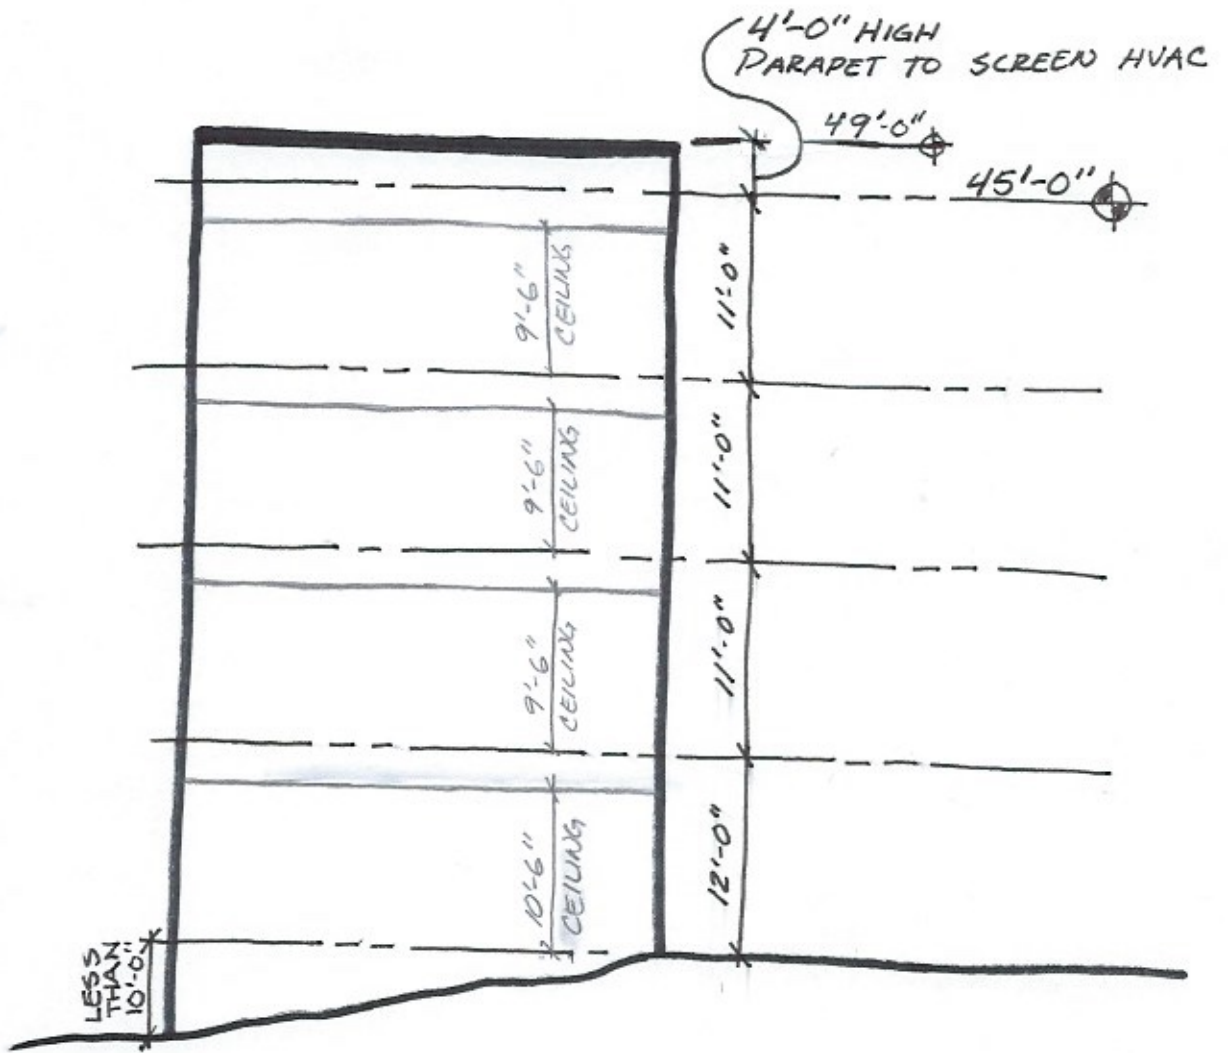 4'-0" HIGH
PARAPET TO SCREEN HVAC
49'-0"
45'-0"
9'-6"
CEILING
11'-0"
9'-6"
CEILING
11'-0"
9'-6"
CEILING
11'-0"
10'-6"
CEILING
12'-0"
LESS
THAN
10'-0"